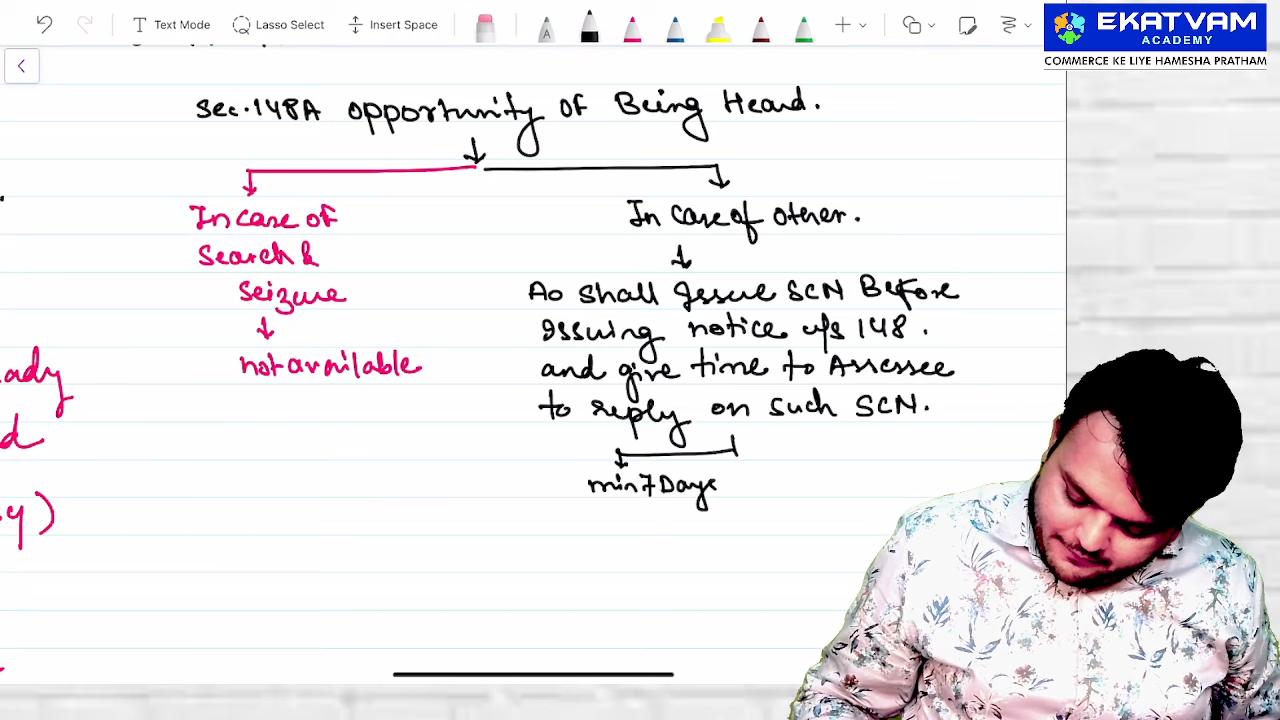 Text Mode
Lasso Select
Insert Space
A
EKATVAM
ACADEMY
COMMERCE KE LIYE HAMESHA PRATHAM
Sec.148A opportunity of Being Heard.
In case of
Search &
Seizure
not available
In case of other.
Ao shall Issue SCN Before
Issuing notice u/s 148.
and give time to Assessee
to reply on such SCN.
min 7 Days
ady
d
y)